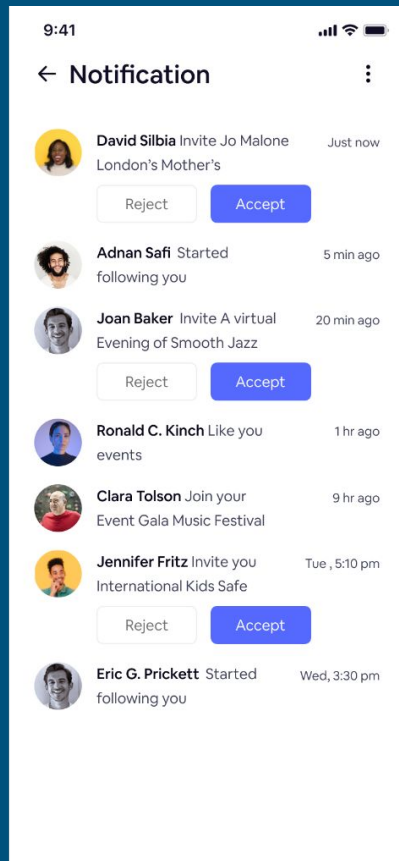 9:41
Notification
David Silbia Invite Jo Malone Just now
London's Mother's
Reject Accept
Adnan Safi Started 5 min ago
following you
Joan Baker Invite A virtual 20 min ago
Evening of Smooth Jazz
Reject Accept
Ronald C. Kinch Like you 1 hr ago
events
Clara Tolson Join your 9 hr ago
Event Gala Music Festival
Jennifer Fritz Invite you Tue , 5:10 pm
International Kids Safe
Reject Accept
Eric G. Prickett Started Wed, 3:30 pm
following you